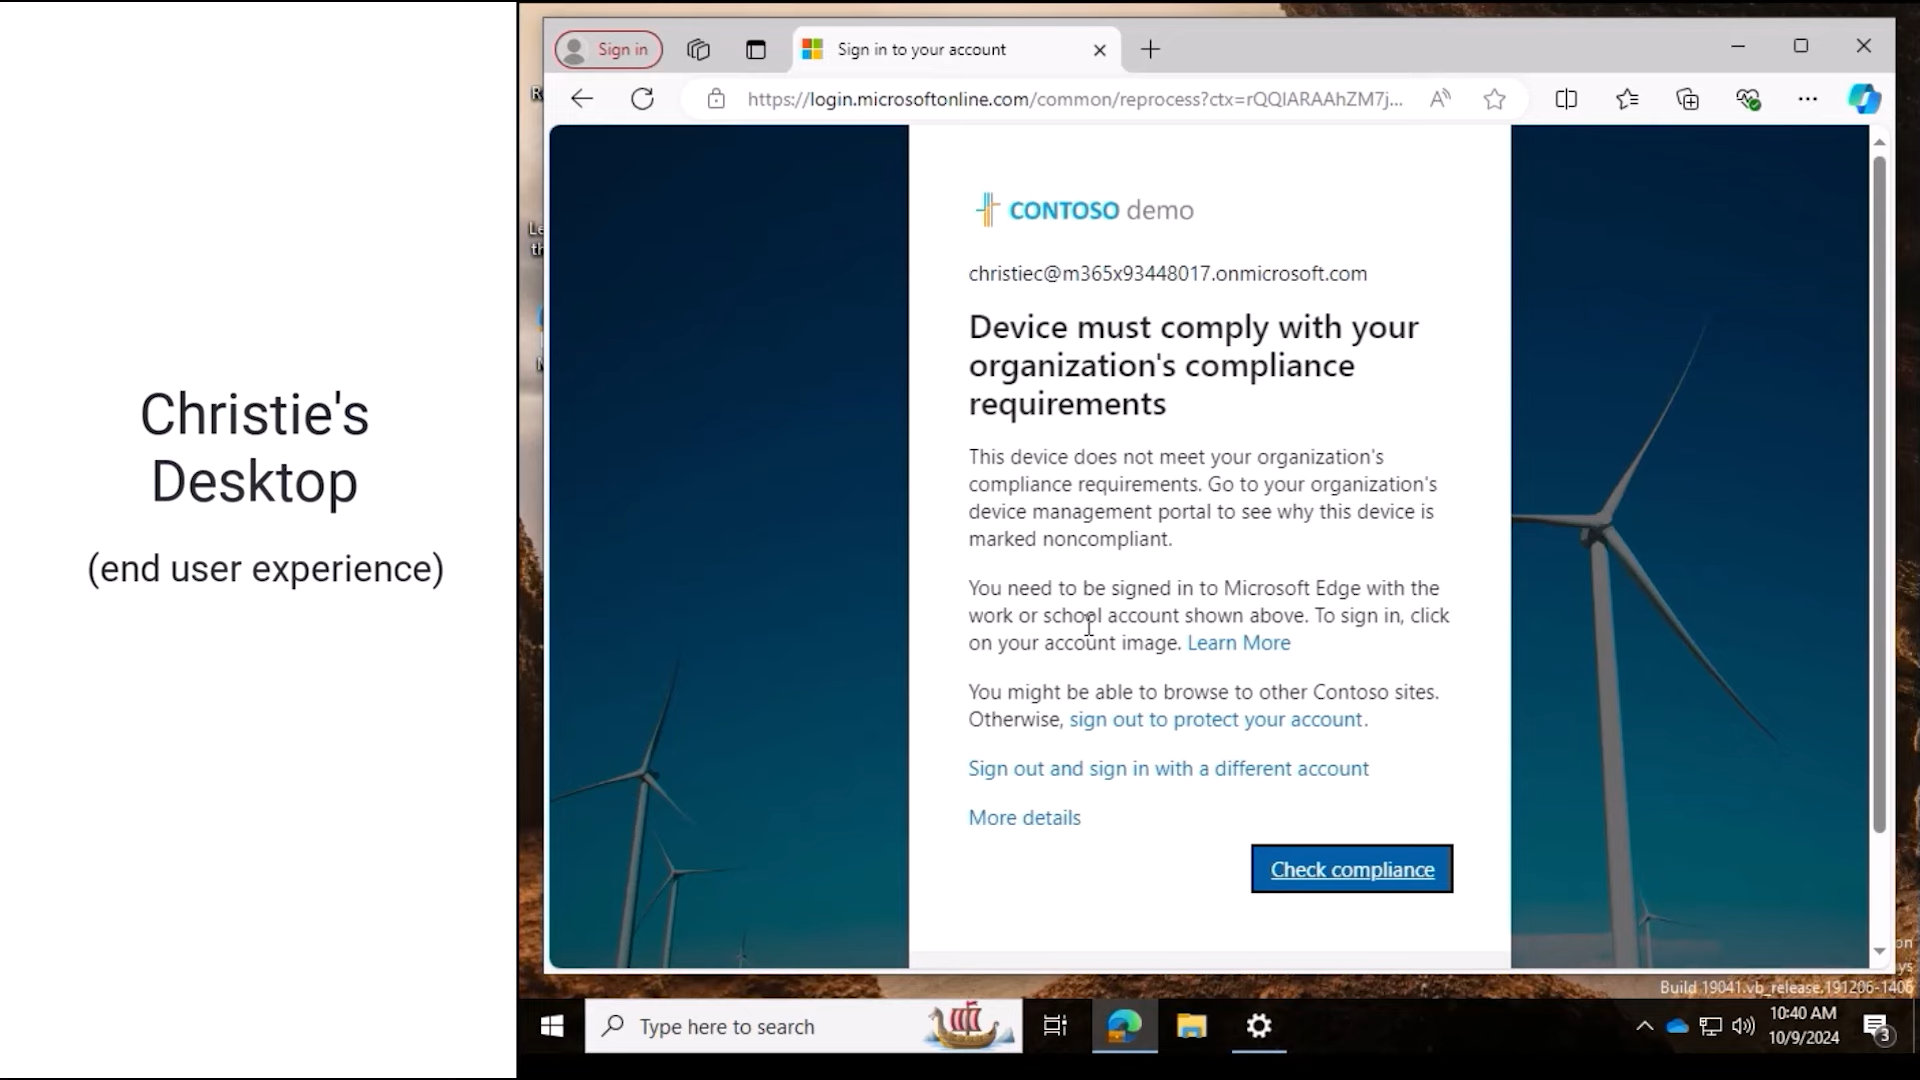 Christie's
Desktop
(end user experience)
Sign in
Sign in to your account
https://login.microsoftonline.com/common/reprocess?ctx=rQQIARAAhZM7j...
CONTOSO demo
christiec@m365x93448017.onmicrosoft.com
Device must comply with your
organization's compliance
requirements
This device does not meet your organization's
compliance requirements. Go to your organization's
device management portal to see why this device is
marked noncompliant.
You need to be signed in to Microsoft Edge with the
work or school account shown above. To sign in, click
on your account image. Learn More
You might be able to browse to other Contoso sites.
Otherwise, sign out to protect your account.
Sign out and sign in with a different account
More details
Check compliance
Build 19041.vb_release.191206-1406
Type here to search
10:40 AM
10/9/2024
3